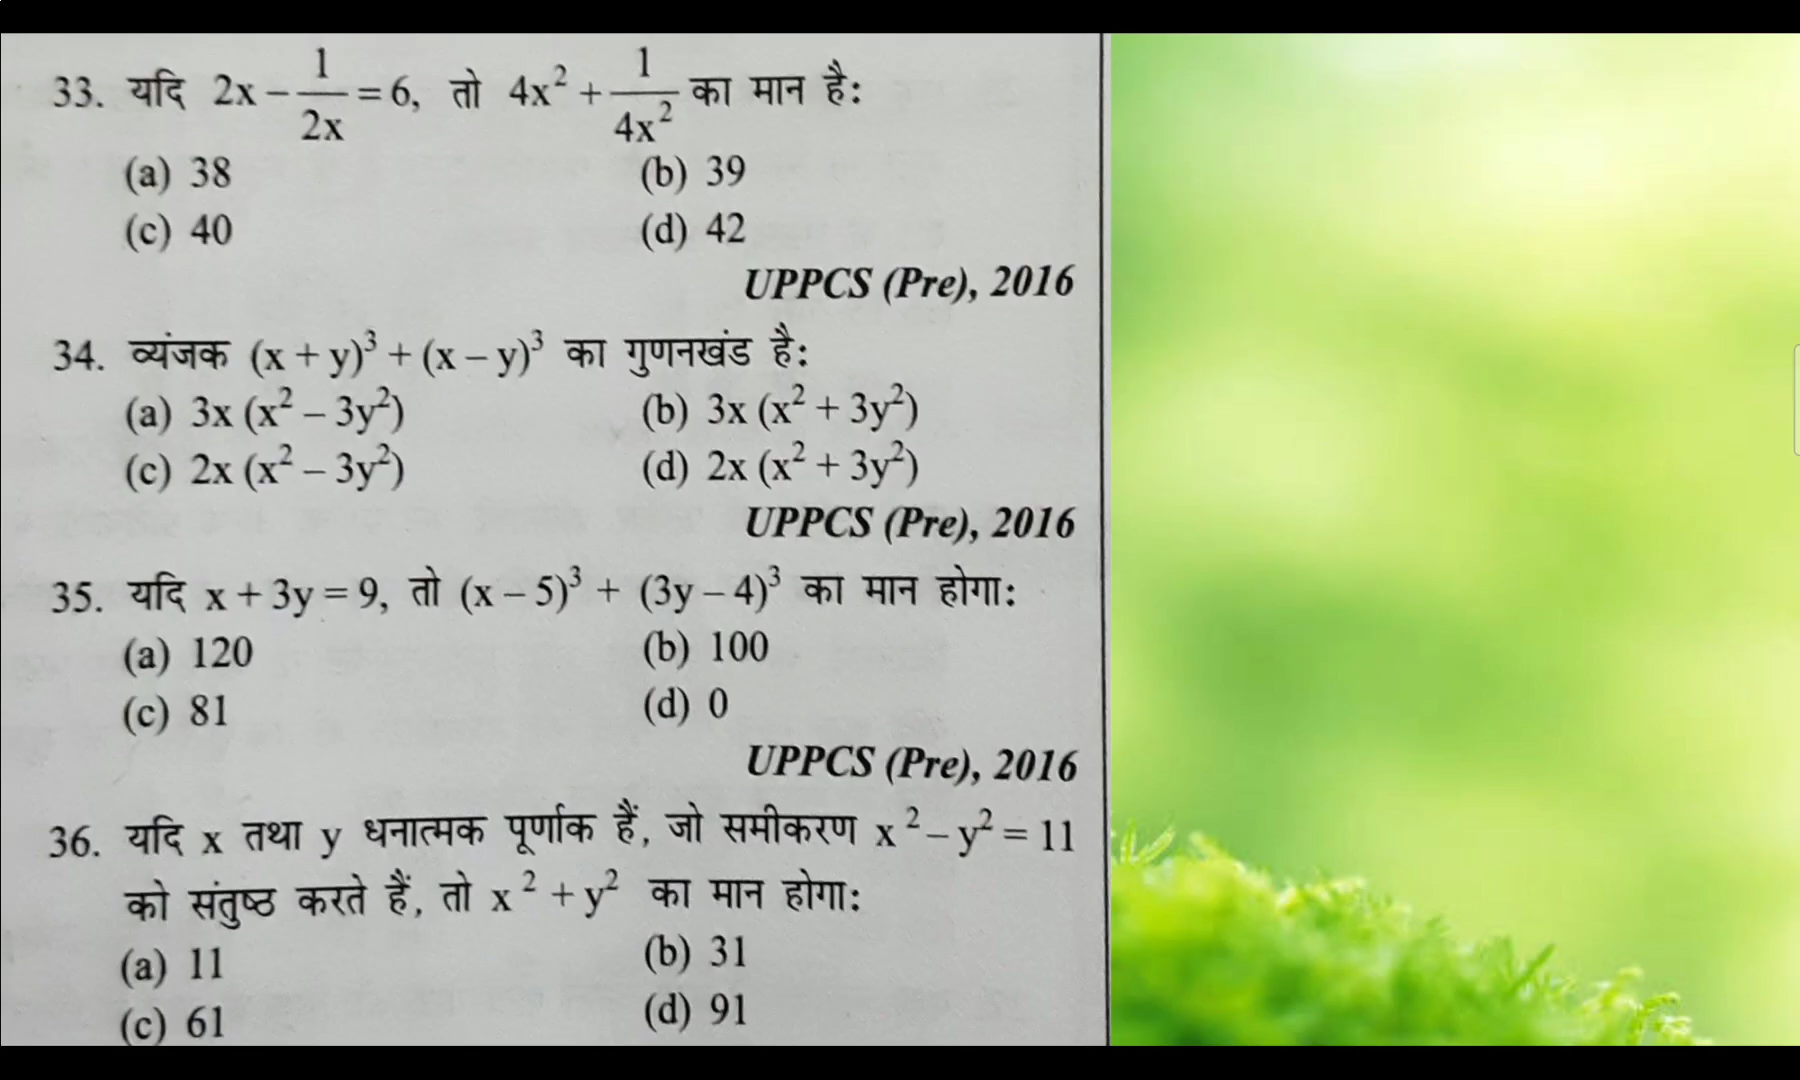 33. यदि 2x − 1/2x = 6, तो 4x² + 1/4x² का मान है:
(a) 38 (b) 39
(c) 40 (d) 42
UPPCS (Pre), 2016
34. व्यंजक (x + y)³ + (x − y)³ का गुणनखंड है:
(a) 3x (x² − 3y²) (b) 3x (x² + 3y²)
(c) 2x (x² − 3y²) (d) 2x (x² + 3y²)
UPPCS (Pre), 2016
35. यदि x + 3y = 9, तो (x − 5)³ + (3y − 4)³ का मान होगा:
(a) 120 (b) 100
(c) 81 (d) 0
UPPCS (Pre), 2016
36. यदि x तथा y धनात्मक पूर्णाक हैं, जो समीकरण x² − y² = 11
को संतुष्ठ करते हैं, तो x² + y² का मान होगा:
(a) 11 (b) 31
(c) 61 (d) 91